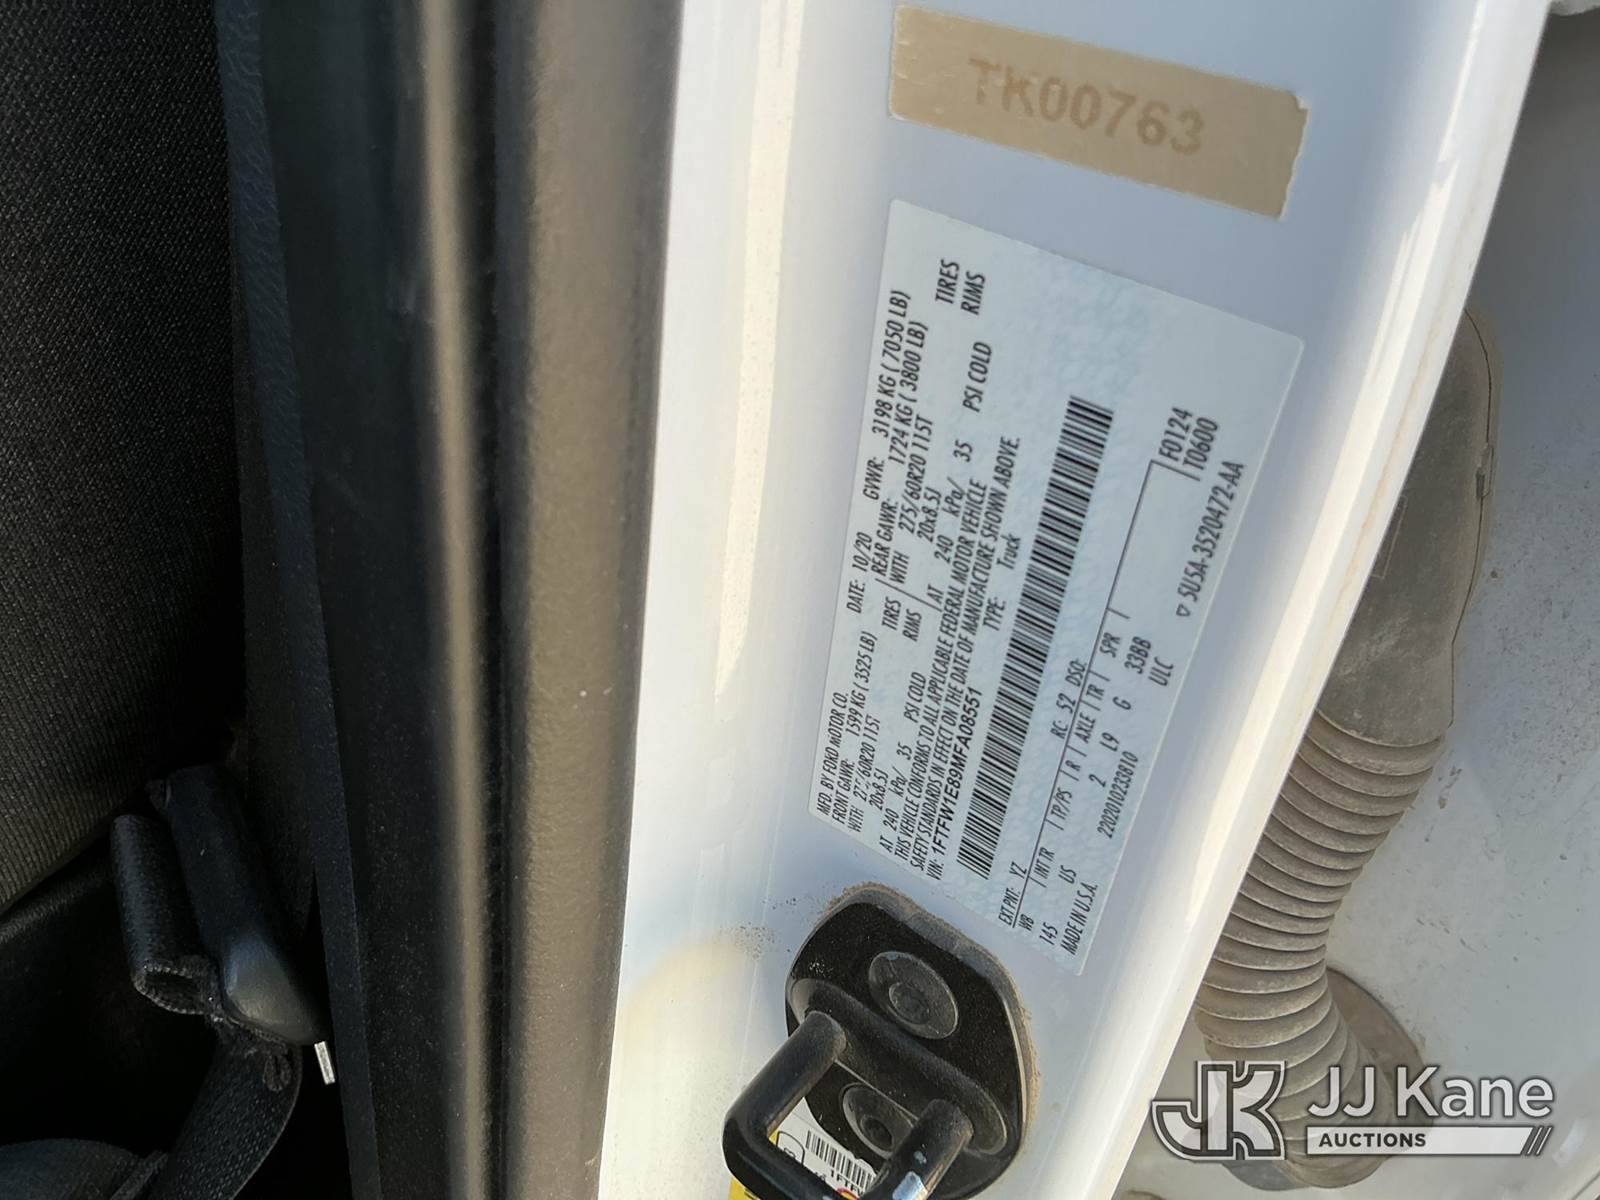 TK00763
MFD. BY FORD MOTOR CO.
DATE: 10/20 GVWR: 3198 KG ( 7050 LB)
FRONT GAWR: 1599 KG ( 3525 LB) REAR GAWR: 1724 KG ( 3800 LB)
WITH 275/60R20 115T TIRES WITH 275/60R20 115T TIRES
20x8.5J RIMS 20x8.5J RIMS
AT 240 kPa/ 35 PSI COLD AT 240 kPa/ 35 PSI COLD
THIS VEHICLE CONFORMS TO ALL APPLICABLE FEDERAL MOTOR VEHICLE
SAFETY STANDARDS IN EFFECT ON THE DATE OF MANUFACTURE SHOWN ABOVE.
VIN: 1FTFW1E89MFA08551 TYPE: Truck
EXT PNT: YZ RC: 52 DSO: F0124
WB INT TR TP/PS R AXLE TR SPR T0600
145 US 2 L9 G 33BB
MADE IN U.S.A. 2202010233810 ULC
▽ SU5A-3520472-AA
JJ Kane
AUCTIONS